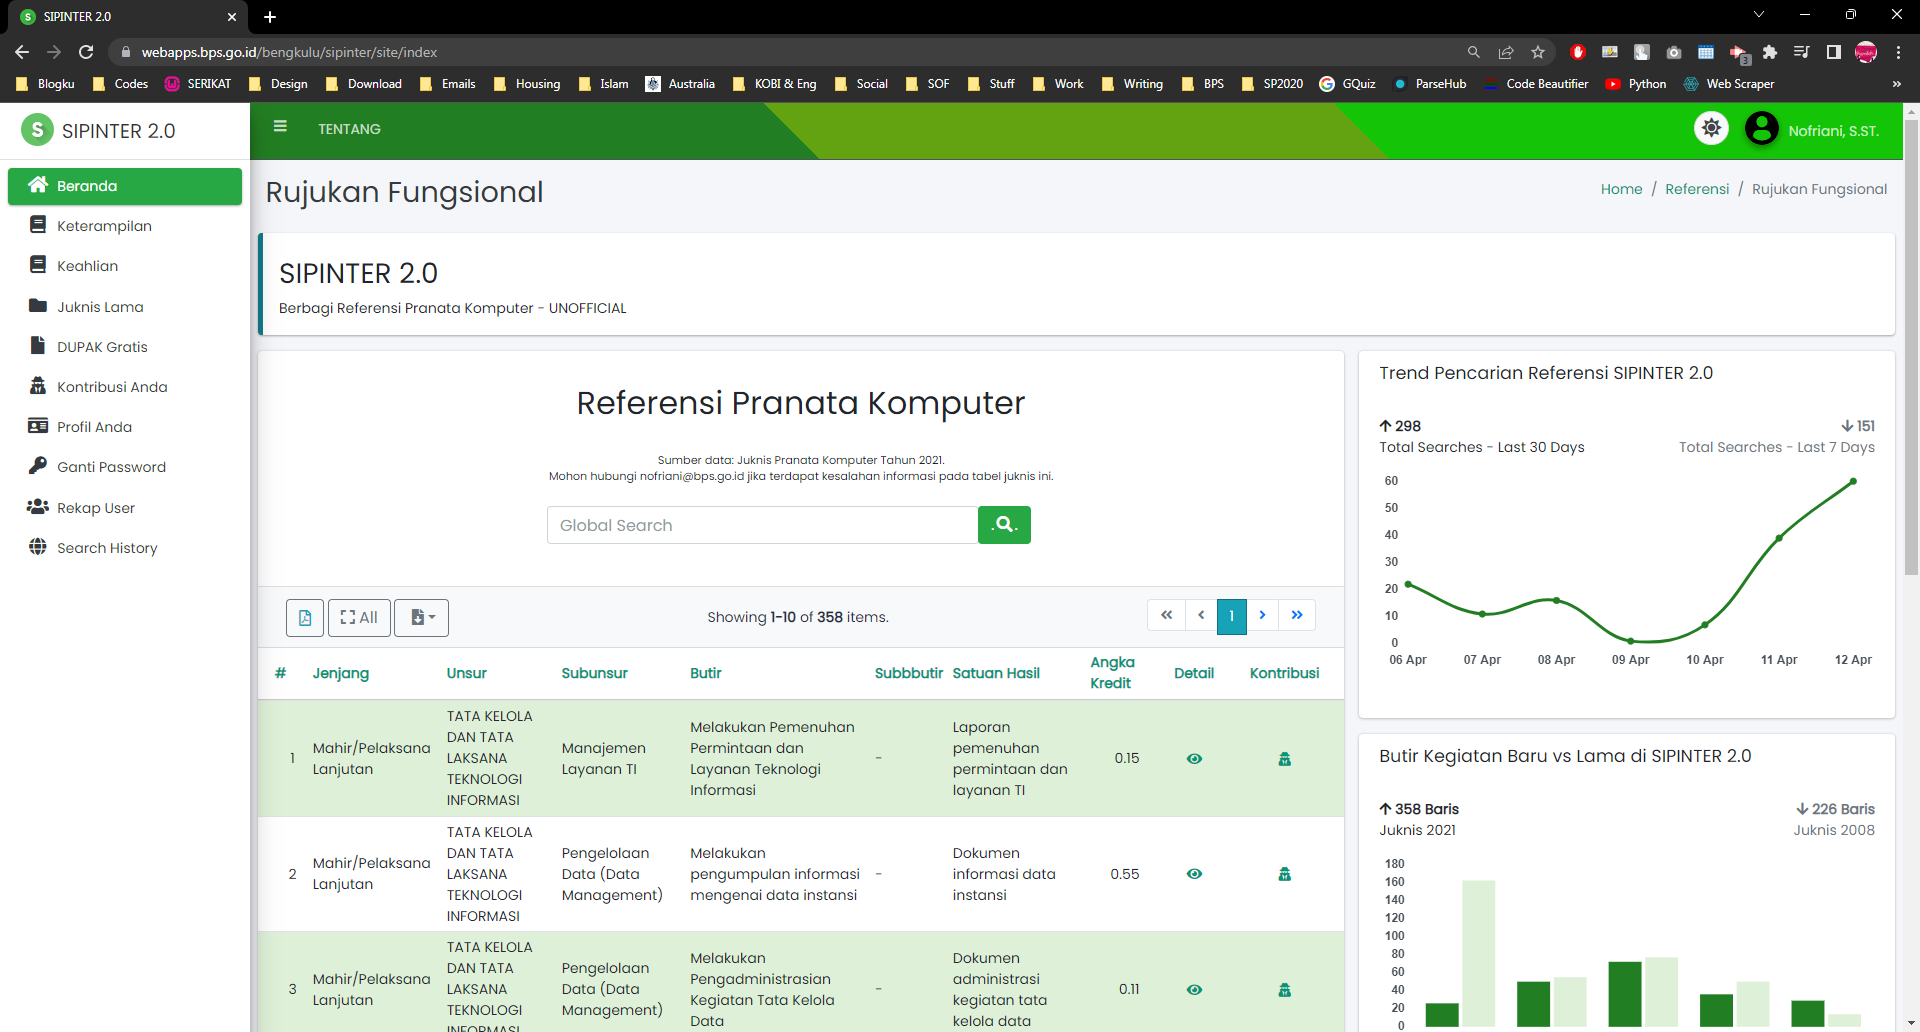 SIPINTER 2.0
webapps.bps.go.id/bengkulu/sipinter/site/index
Blogku
Codes
SERIKAT
Design
Download
Emails
Housing
Islam
Australia
KOBI & Eng
Social
SOF
Stuff
Work
Writing
BPS
SP2020
GQuiz
ParseHub
Code Beautifier
Python
Web Scraper
»
S SIPINTER 2.0
TENTANG
Nofriani, S.ST.
Beranda
Keterampilan
Keahlian
Juknis Lama
DUPAK Gratis
Kontribusi Anda
Profil Anda
Ganti Password
Rekap User
Search History
Rujukan Fungsional
Home / Referensi / Rujukan Fungsional
SIPINTER 2.0
Berbagi Referensi Pranata Komputer - UNOFFICIAL
Referensi Pranata Komputer
Sumber data: Juknis Pranata Komputer Tahun 2021.
Mohon hubungi nofriani@bps.go.id jika terdapat kesalahan informasi pada tabel juknis ini.
Global Search
All
Showing 1-10 of 358 items.
« ‹ 1 › »
# Jenjang Unsur Subunsur Butir Subbbutir Satuan Hasil Angka Kredit Detail Kontribusi
1
Mahir/Pelaksana
Lanjutan
TATA KELOLA
DAN TATA
LAKSANA
TEKNOLOGI
INFORMASI
Manajemen
Layanan TI
Melakukan Pemenuhan
Permintaan dan
Layanan Teknologi
Informasi
-
Laporan
pemenuhan
permintaan dan
layanan TI
0.15
2
Mahir/Pelaksana
Lanjutan
TATA KELOLA
DAN TATA
LAKSANA
TEKNOLOGI
INFORMASI
Pengelolaan
Data (Data
Management)
Melakukan
pengumpulan informasi
mengenai data instansi
-
Dokumen
informasi data
instansi
0.55
3
Mahir/Pelaksana
Lanjutan
TATA KELOLA
DAN TATA
LAKSANA
TEKNOLOGI
INFORMASI
Pengelolaan
Data (Data
Management)
Melakukan
Pengadministrasian
Kegiatan Tata Kelola
Data
-
Dokumen
administrasi
kegiatan tata
kelola data
0.11
Trend Pencarian Referensi SIPINTER 2.0
298
Total Searches - Last 30 Days
151
Total Searches - Last 7 Days
60
50
40
30
20
10
0
06 Apr 07 Apr 08 Apr 09 Apr 10 Apr 11 Apr 12 Apr
Butir Kegiatan Baru vs Lama di SIPINTER 2.0
358 Baris
Juknis 2021
226 Baris
Juknis 2008
180
160
140
120
100
80
60
40
20
0